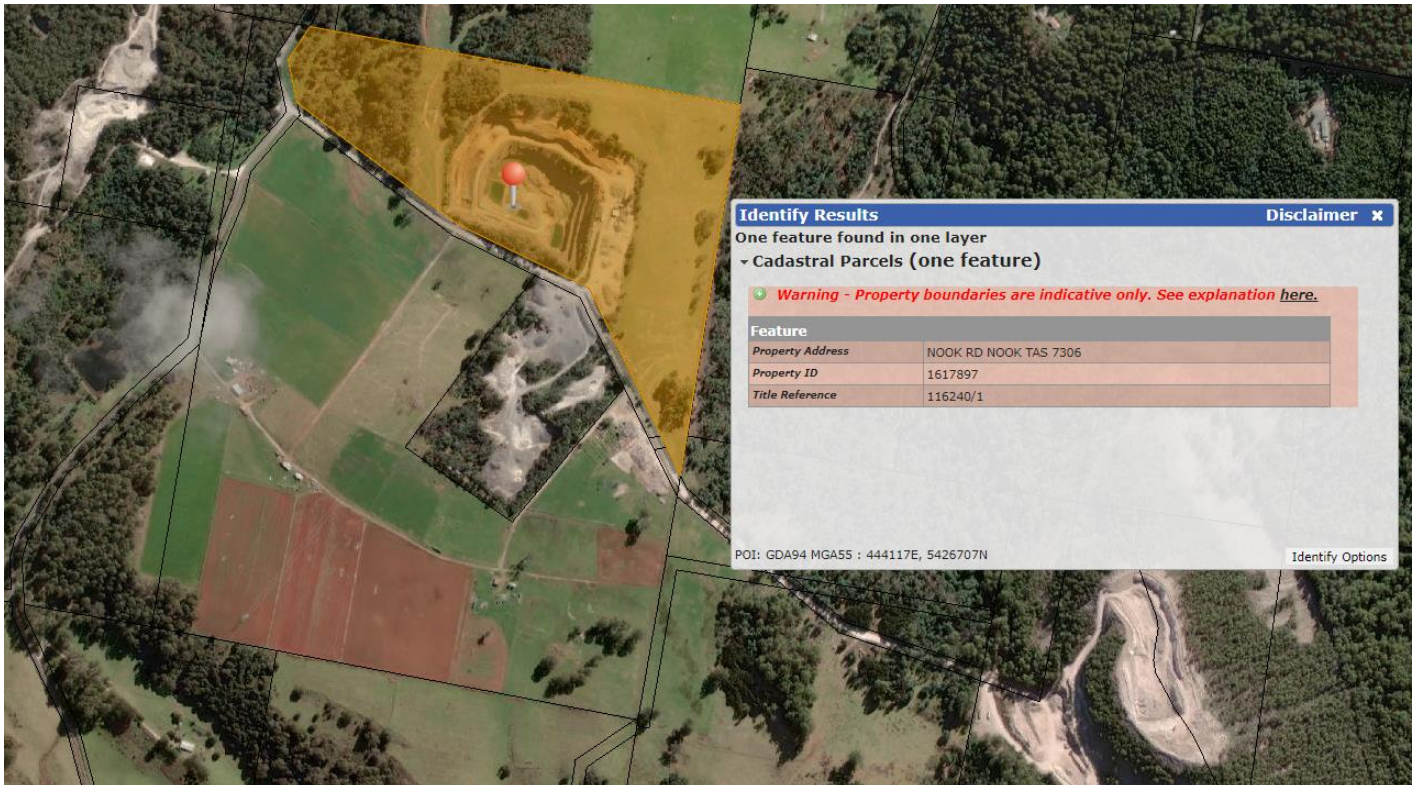 Identify Results Disclaimer ×
One feature found in one layer
Cadastral Parcels (one feature)
Warning - Property boundaries are indicative only. See explanation here.
Feature
Property Address NOOK RD NOOK TAS 7306
Property ID 1617897
Title Reference 116240/1
POI: GDA94 MGA55 : 444117E, 5426707N Identify Options